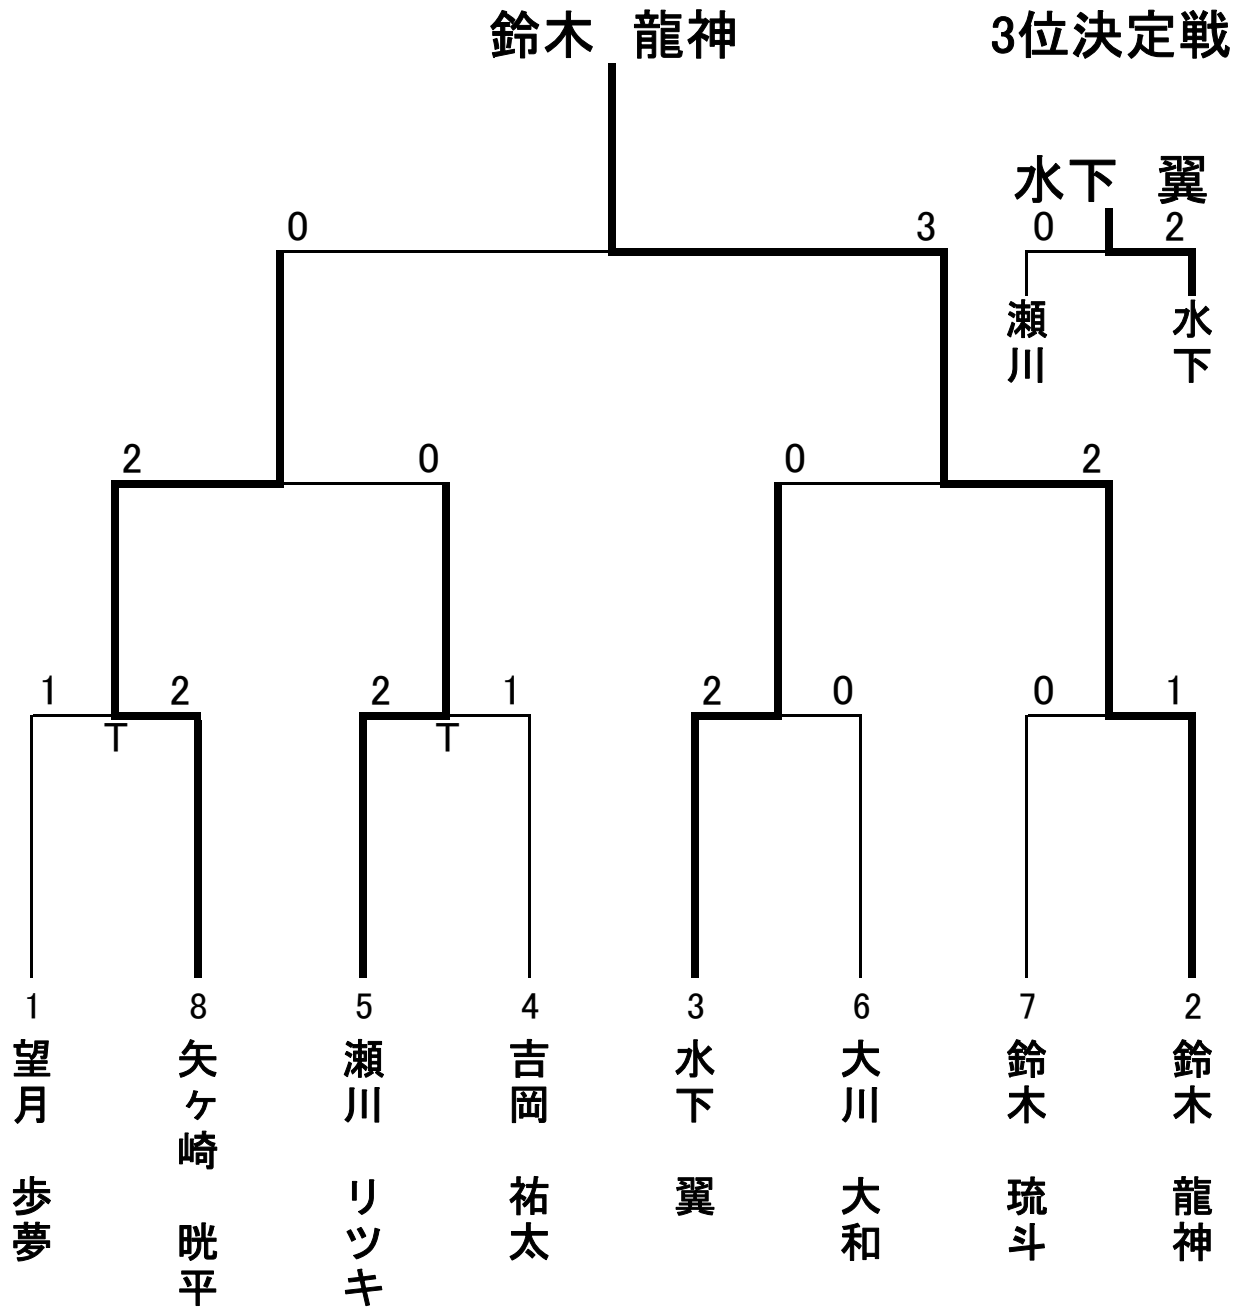 鈴木　龍神
3位決定戦
水下　翼
0 3 0 2
瀬川
水下
2 0 0 2
1 2 2 1 2 0 0 1
T T
1 8 5 4 3 6 7 2
望月　歩夢
矢ヶ崎　晄平
瀬川　リツキ
吉岡　祐太
水下　翼
大川　大和
鈴木　琉斗
鈴木　龍神